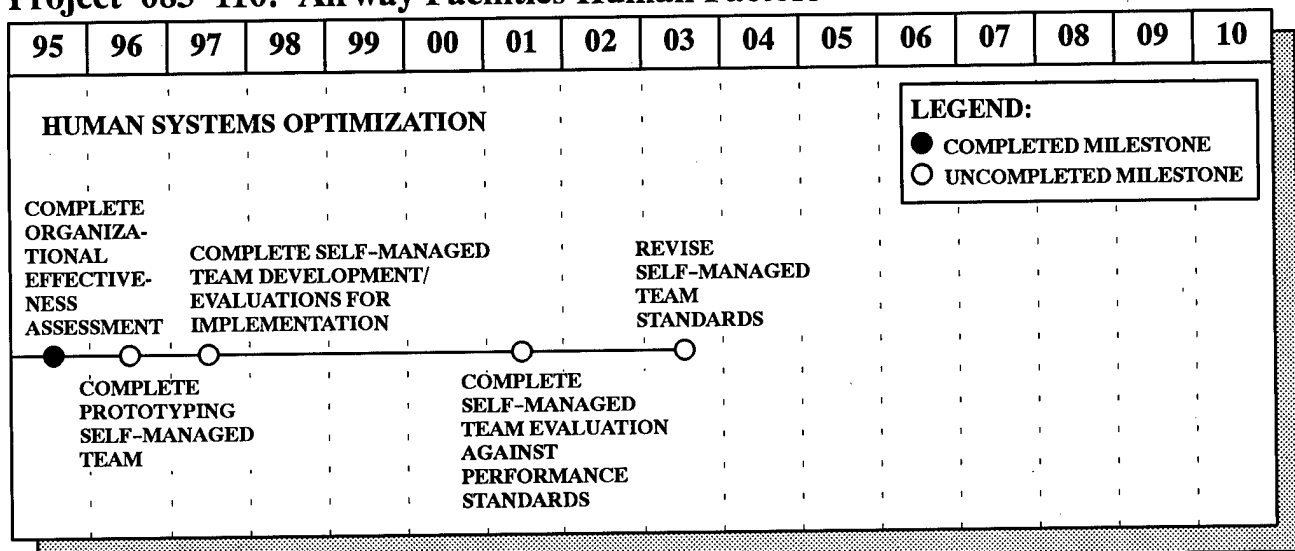 Project 083-110: Airway Facilities Human Factors
95 96 97 98 99 00 01 02 03 04 05 06 07 08 09 10
HUMAN SYSTEMS OPTIMIZATION
LEGEND:
COMPLETED MILESTONE
UNCOMPLETED MILESTONE
COMPLETE
ORGANIZA-
TIONAL
EFFECTIVE-
NESS
ASSESSMENT
COMPLETE SELF-MANAGED
TEAM DEVELOPMENT/
EVALUATIONS FOR
IMPLEMENTATION
REVISE
SELF-MANAGED
TEAM
STANDARDS
COMPLETE
PROTOTYPING
SELF-MANAGED
TEAM
COMPLETE
SELF-MANAGED
TEAM EVALUATION
AGAINST
PERFORMANCE
STANDARDS